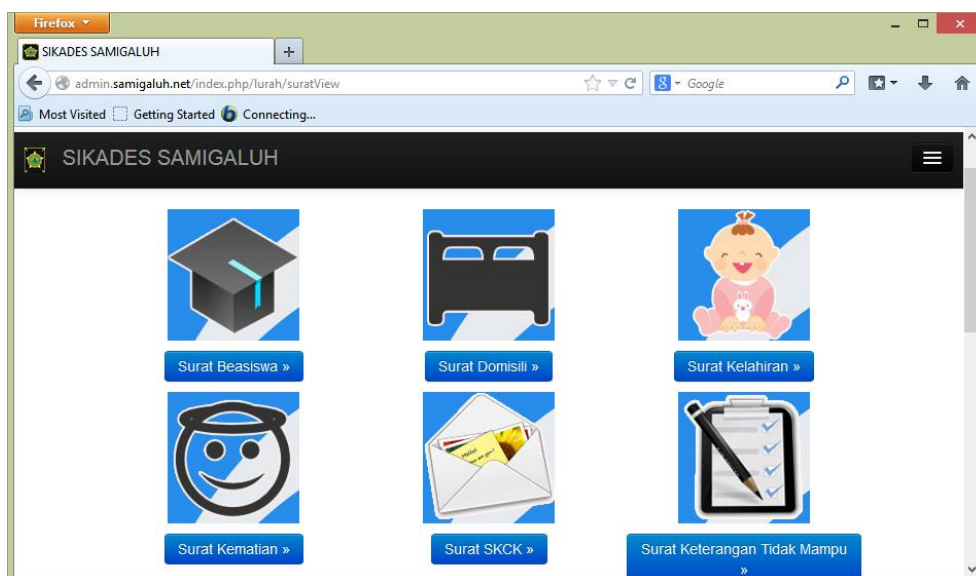 Firefox
SIKADES SAMIGALUH
admin.samigaluh.net/index.php/lurah/suratView
Google
Most Visited Getting Started Connecting...
SIKADES SAMIGALUH
Surat Beasiswa »
Surat Domisili »
Surat Kelahiran »
Hello!
Surat Kematian »
Surat SKCK »
Surat Keterangan Tidak Mampu
»